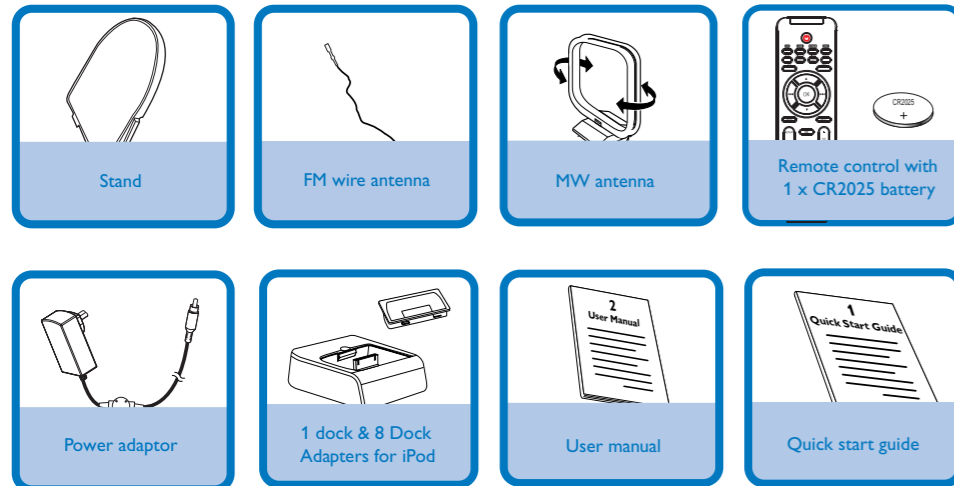 Stand
FM wire antenna
MW antenna
OK
CR2025
+
Remote control with
1 x CR2025 battery
Power adaptor
1 dock & 8 Dock
Adapters for iPod
2
User Manual
User manual
1
Quick Start Guide
Quick start guide